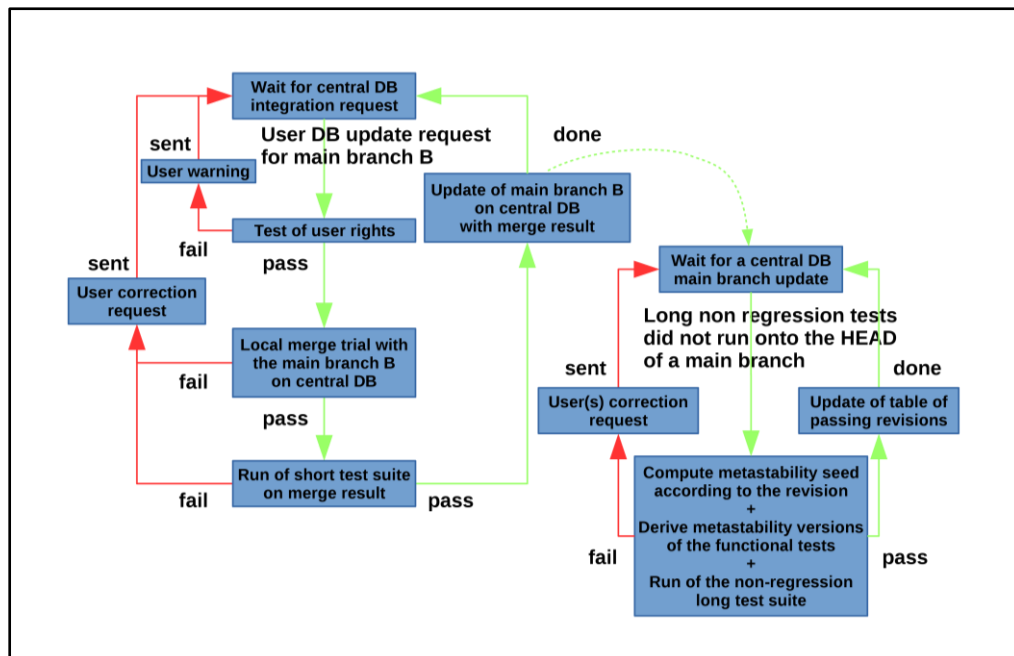 Wait for central DB
integration request
User DB update request
for main branch B
done
sent
User warning
Update of main branch B
on central DB
with merge result
Test of user rights
fail
pass
sent
User correction
request
Wait for a central DB
main branch update
Long non regression tests
did not run onto the HEAD
of a main branch
Local merge trial with
the main branch B
on central DB
fail
pass
sent
done
User(s) correction
request
Update of table of
passing revisions
Run of short test suite
on merge result
fail
pass
Compute metastability seed
according to the revision
+
Derive metastability versions
of the functional tests
+
Run of the non-regression
long test suite
fail
pass